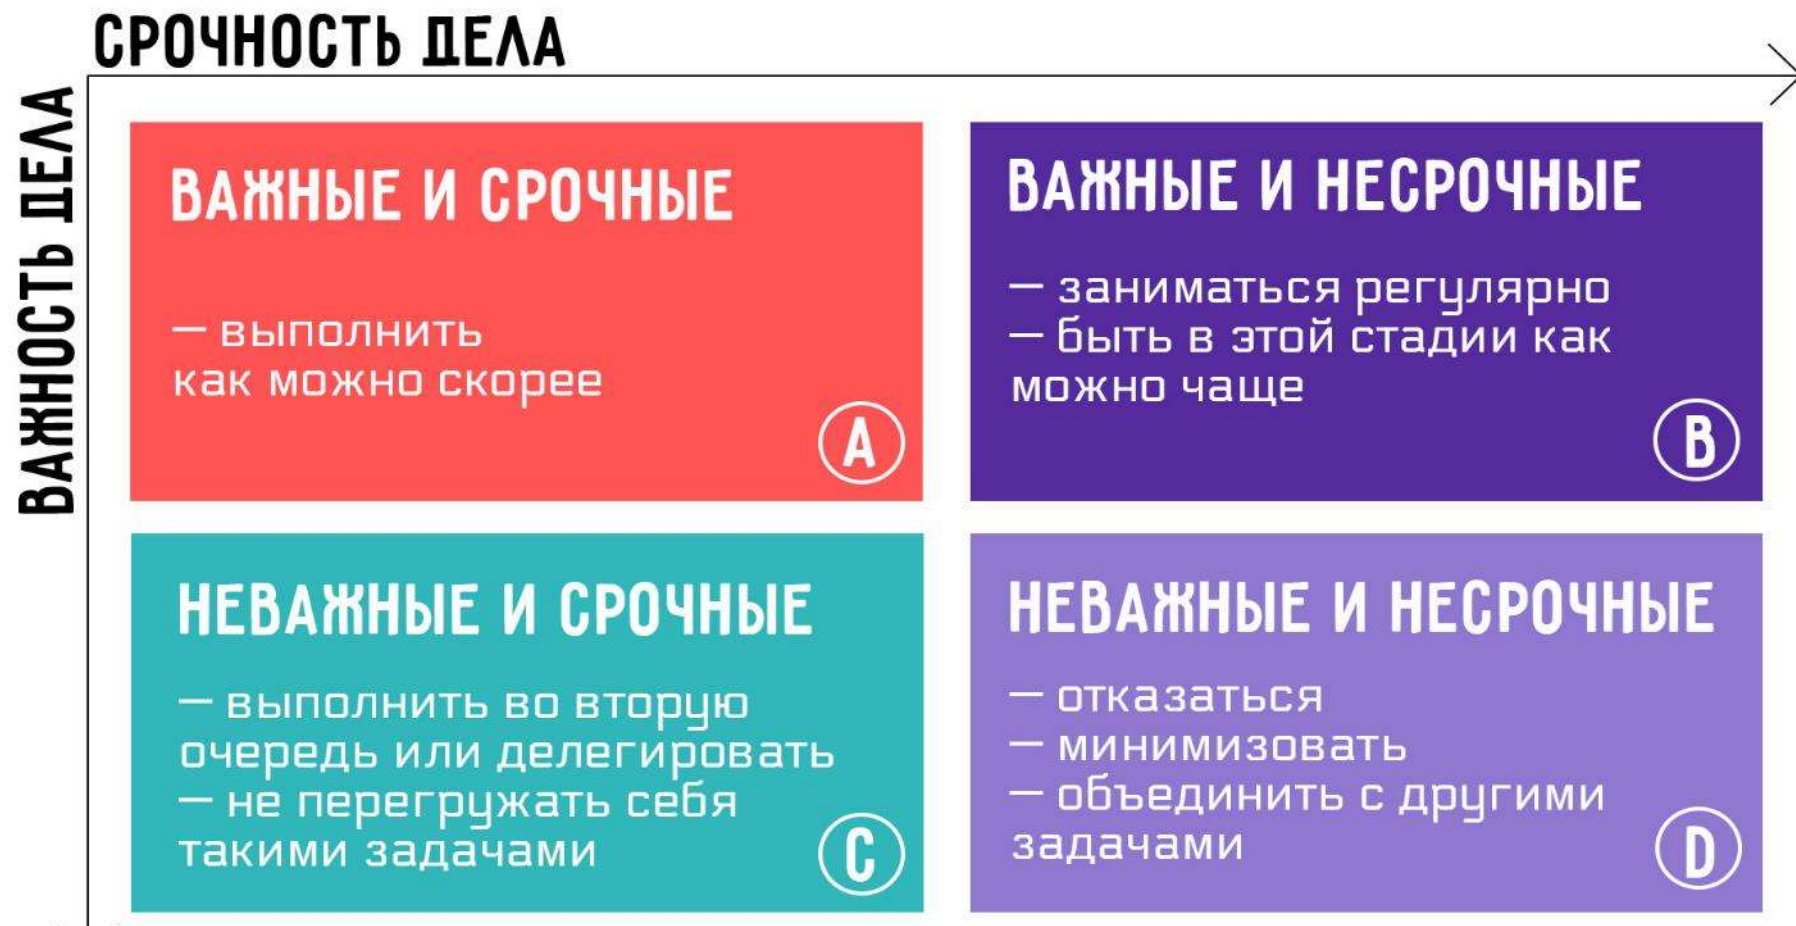 СРОЧНОСТЬ ДЕЛА
ВАЖНОСТЬ ДЕЛА
ВАЖНЫЕ И СРОЧНЫЕ
— выполнить
как можно скорее
A
ВАЖНЫЕ И НЕСРОЧНЫЕ
— заниматься регулярно
— быть в этой стадии как
можно чаще
B
НЕВАЖНЫЕ И СРОЧНЫЕ
— выполнить во вторую
очередь или делегировать
— не перегружать себя
такими задачами
C
НЕВАЖНЫЕ И НЕСРОЧНЫЕ
— отказаться
— минимизовать
— объединить с другими
задачами
D